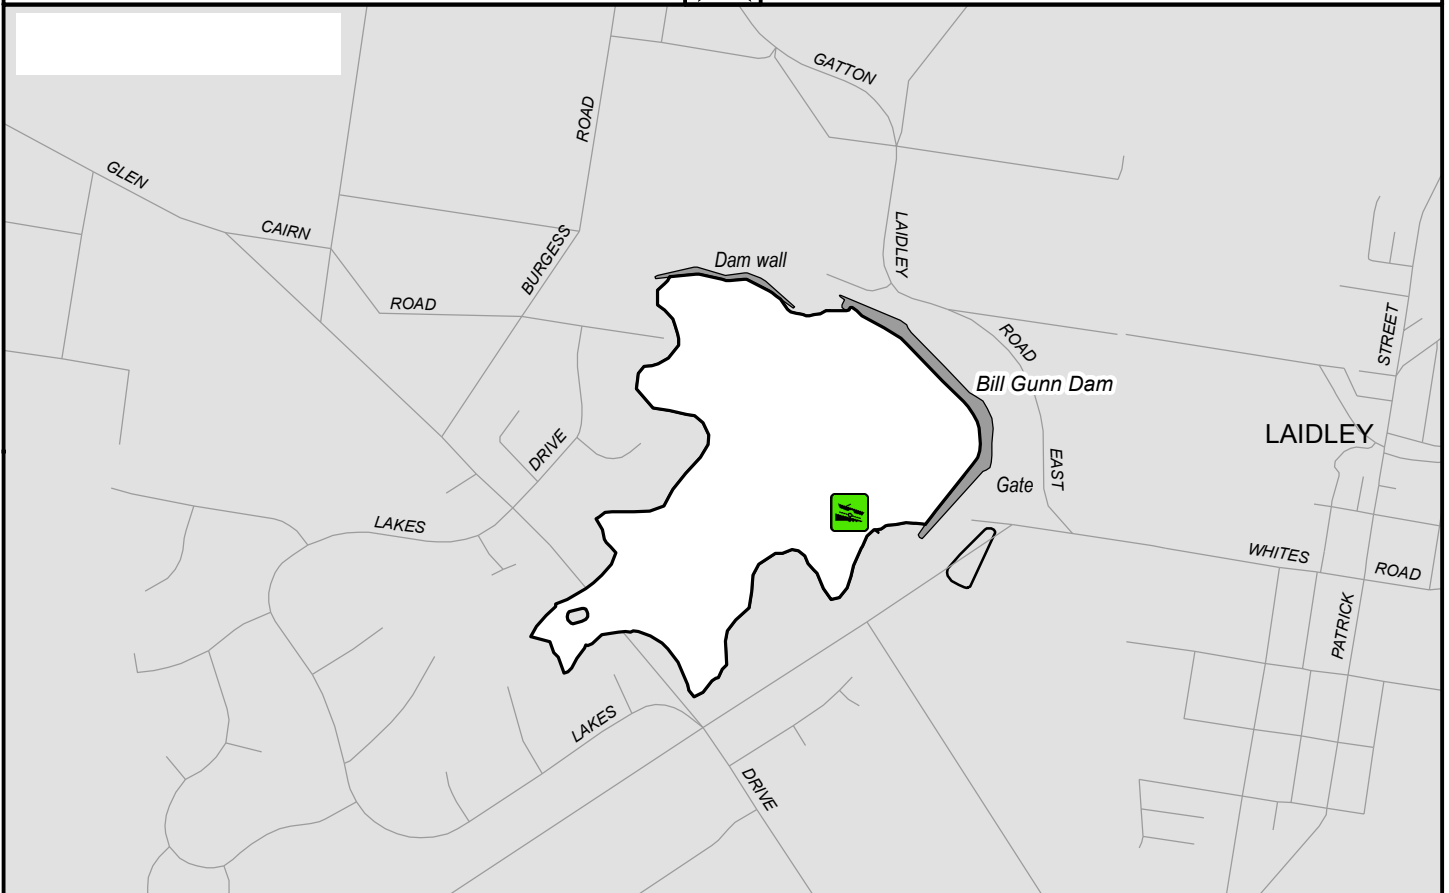 GATTON
ROAD
GLEN
CAIRN
LAIDLEY
BURGESS
Dam wall
ROAD
ROAD
STREET
Bill Gunn Dam
LAIDLEY
DRIVE
EAST
Gate
LAKES
WHITES
ROAD
PATRICK
LAKES
DRIVE